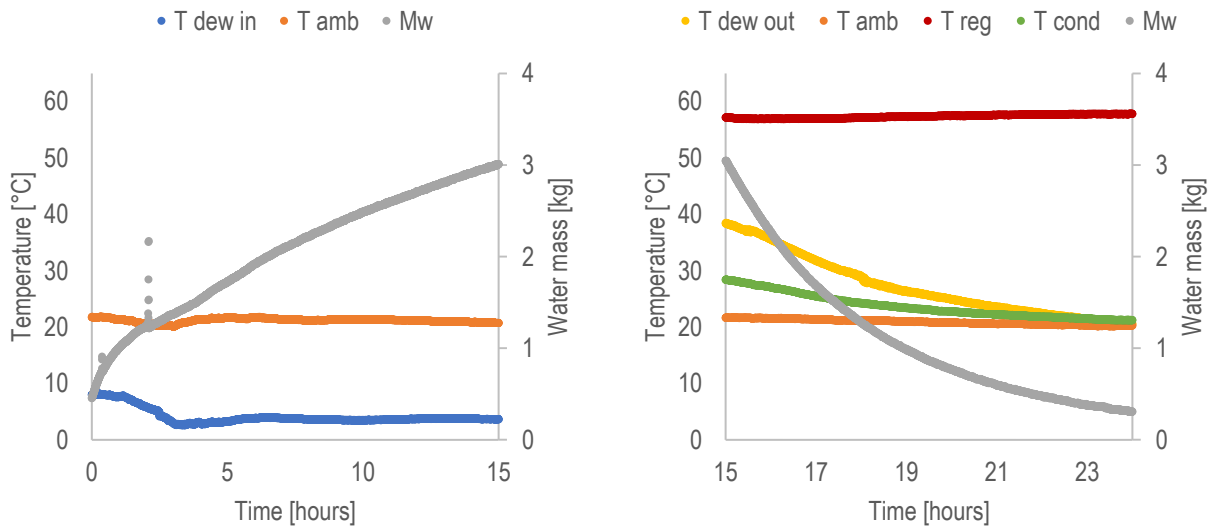 T dew in T amb Mw
60
50
40
30
20
10
0
Temperature [°C]
4
3
2
1
0
Water mass [kg]
0 5 10 15
Time [hours]
T dew out T amb T reg T cond Mw
60
50
40
30
20
10
0
Temperature [°C]
4
3
2
1
0
Water mass [kg]
15 17 19 21 23
Time [hours]